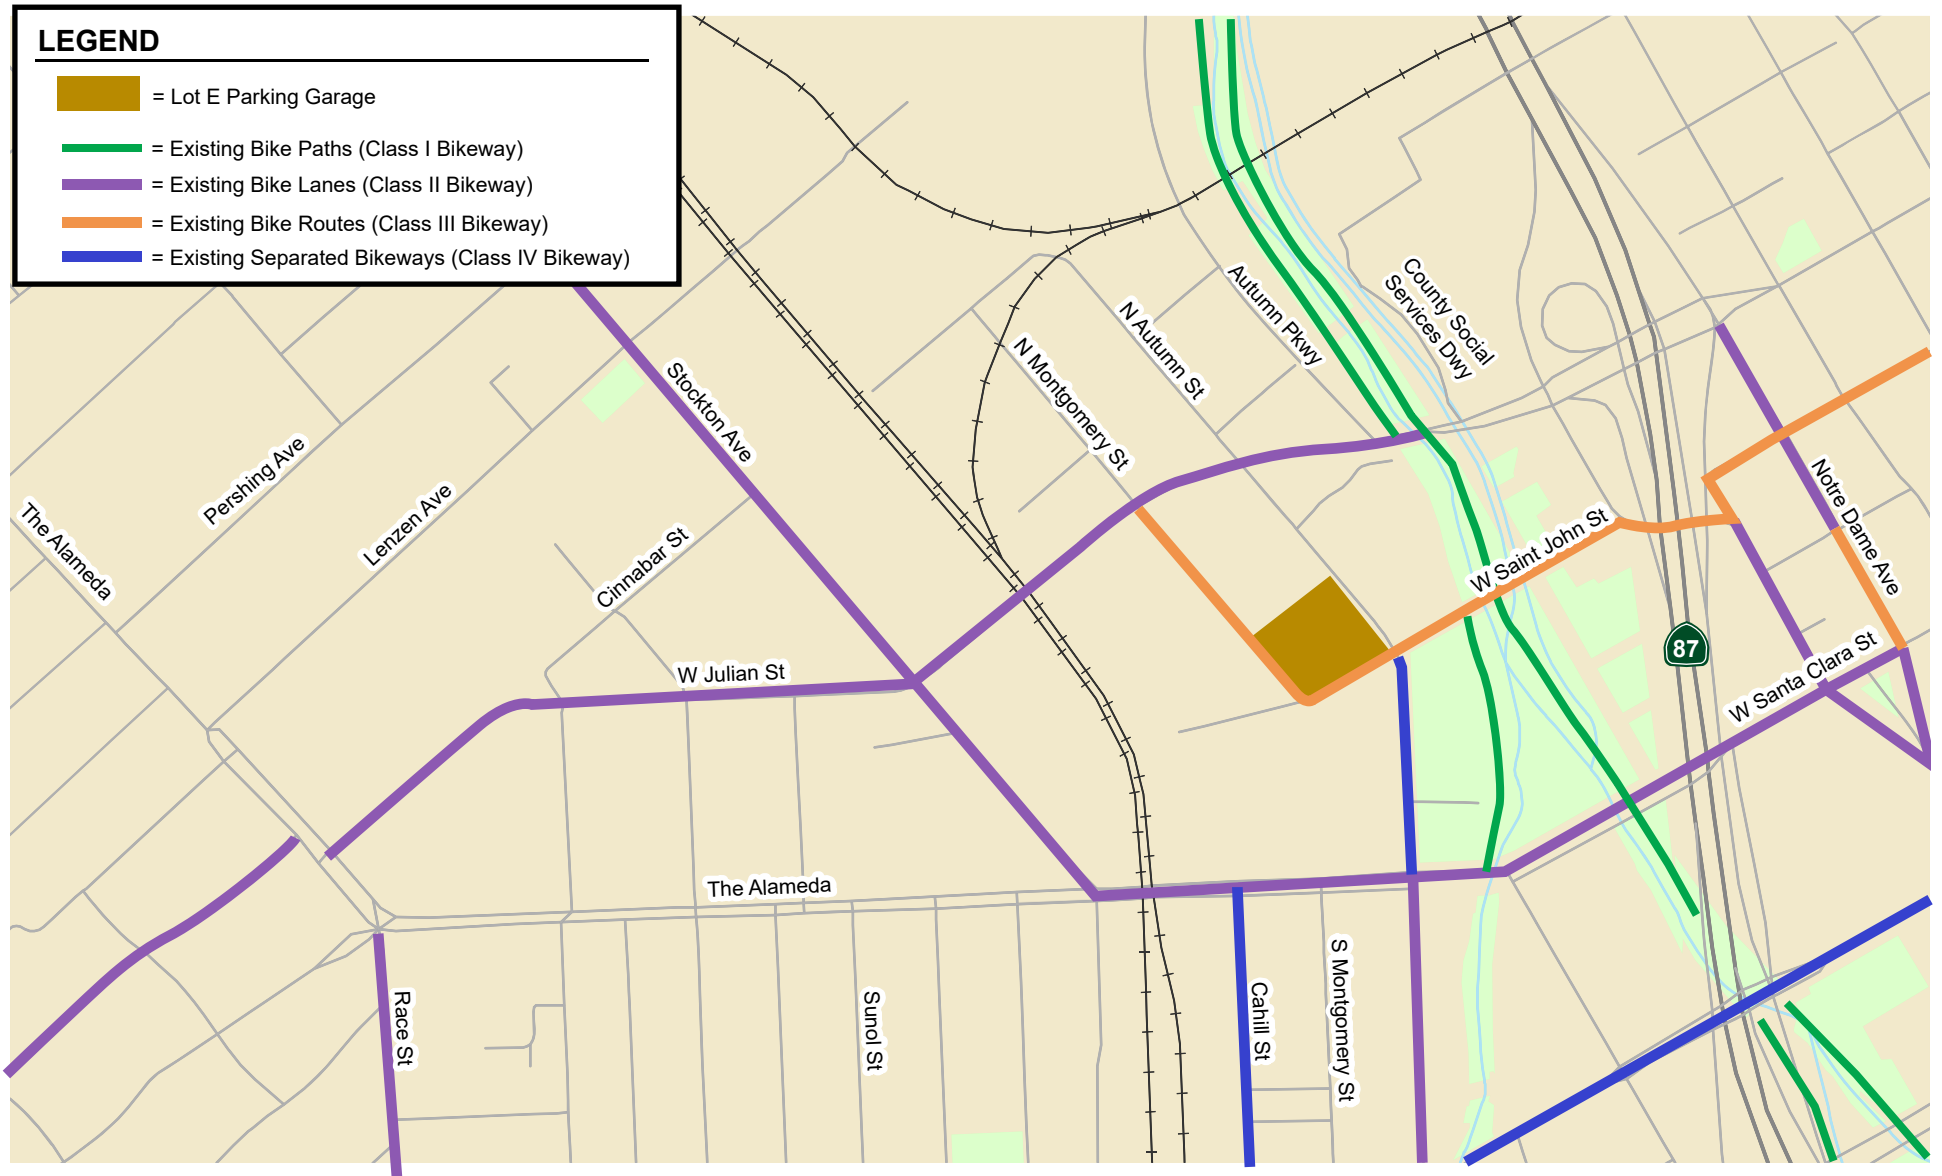 LEGEND
= Lot E Parking Garage
= Existing Bike Paths (Class I Bikeway)
= Existing Bike Lanes (Class II Bikeway)
= Existing Bike Routes (Class III Bikeway)
= Existing Separated Bikeways (Class IV Bikeway)
County Social
Services Dwy
Autumn Pkwy
N Autumn St
N Montgomery St
Stockton Ave
Pershing Ave
Lenzen Ave
The Alameda
Cinnabar St
Notre Dame Ave
W Saint John St
87
W Santa Clara St
W Julian St
The Alameda
Race St
Sunol St
Cahill St
S Montgomery St